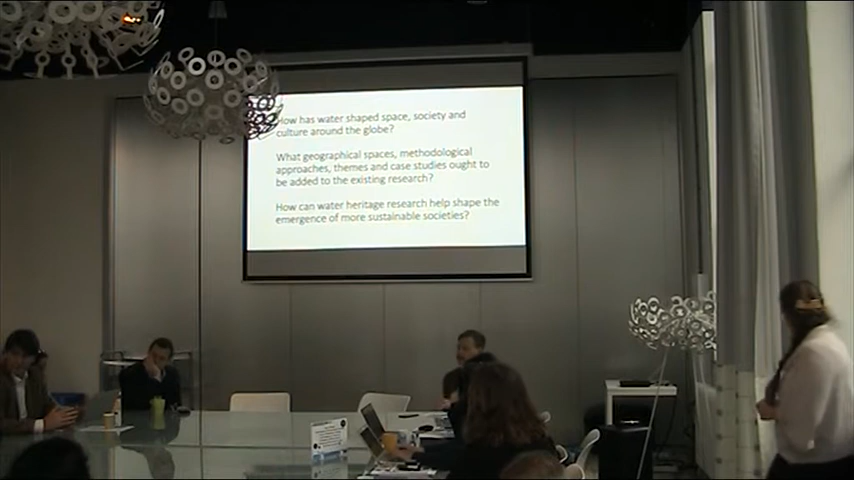 How has water shaped space, society and
culture around the globe?
What geographical spaces, methodological
approaches, themes and case studies ought to
be added to the existing research?
How can water heritage research help shape the
emergence of more sustainable societies?